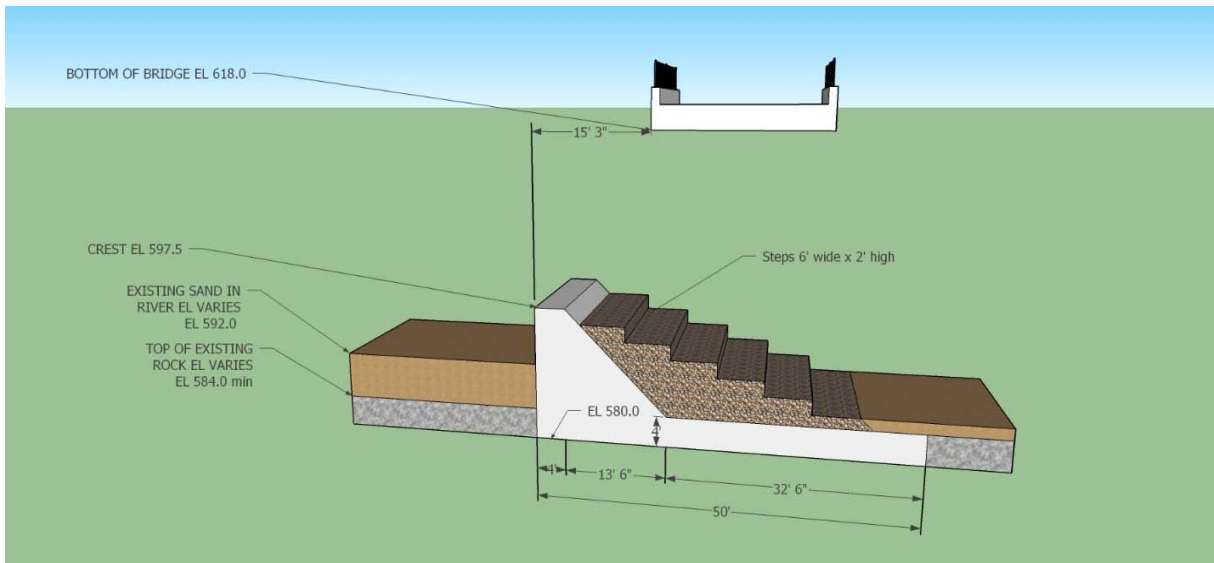 BOTTOM OF BRIDGE EL 618.0
15' 3"
CREST EL 597.5
Steps 6' wide x 2' high
EXISTING SAND IN
RIVER EL VARIES
EL 592.0
TOP OF EXISTING
ROCK EL VARIES
EL 584.0 min
EL 580.0
4'
4'
13' 6"
32' 6"
50'